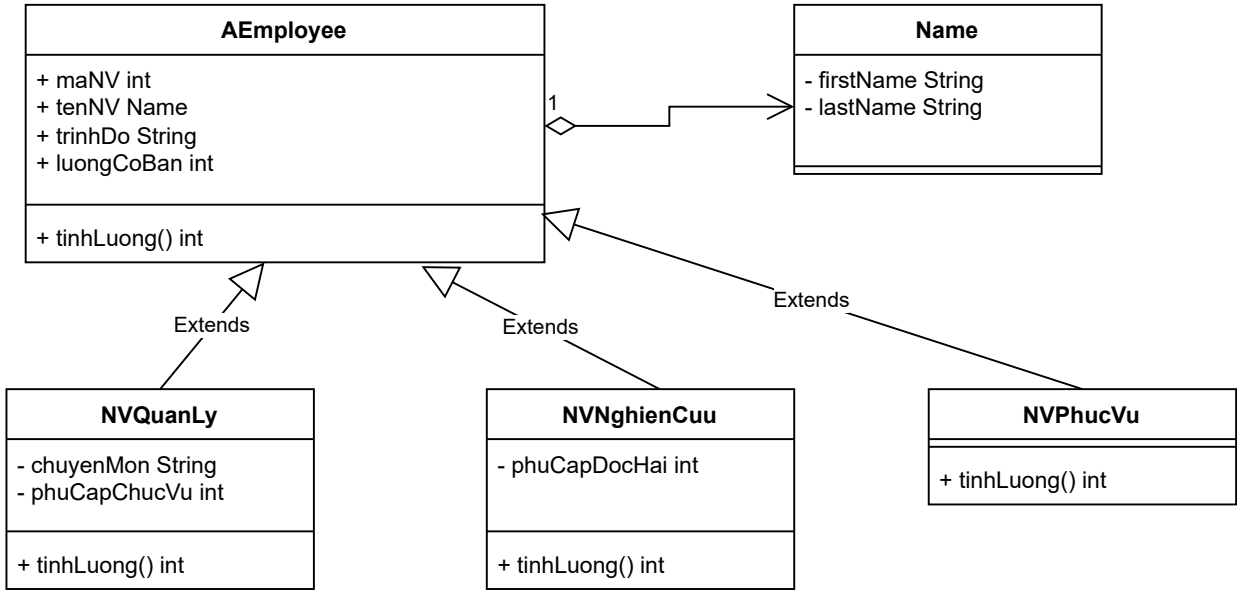 AEmployee
+ maNV int
+ tenNV Name
+ trinhDo String
+ luongCoBan int
+ tinhLuong() int
1
Name
- firstName String
- lastName String
Extends
Extends
Extends
NVQuanLy
- chuyenMon String
- phuCapChucVu int
+ tinhLuong() int
NVNghienCuu
- phuCapDocHai int
+ tinhLuong() int
NVPhucVu
+ tinhLuong() int